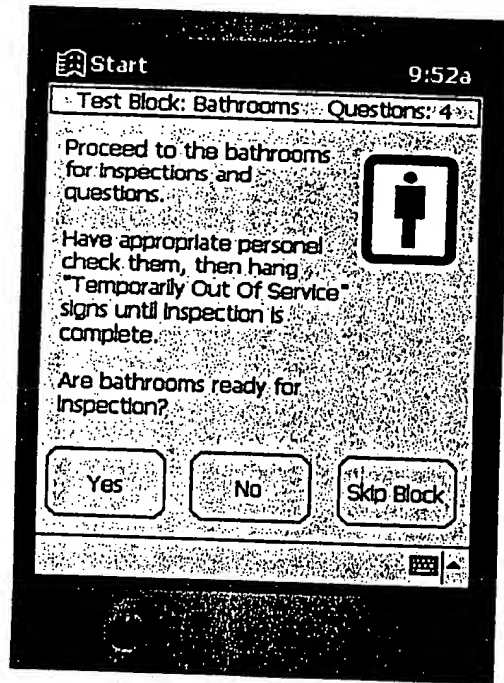 Start
9:52a
Test Block: Bathrooms Questions: 4
Proceed to the bathrooms
for inspections and
questions.
Have appropriate personel
check them, then hang
"Temporarily Out Of Service"
signs until inspection is
complete.
Are bathrooms ready for
inspection?
Yes
No
Skip Block